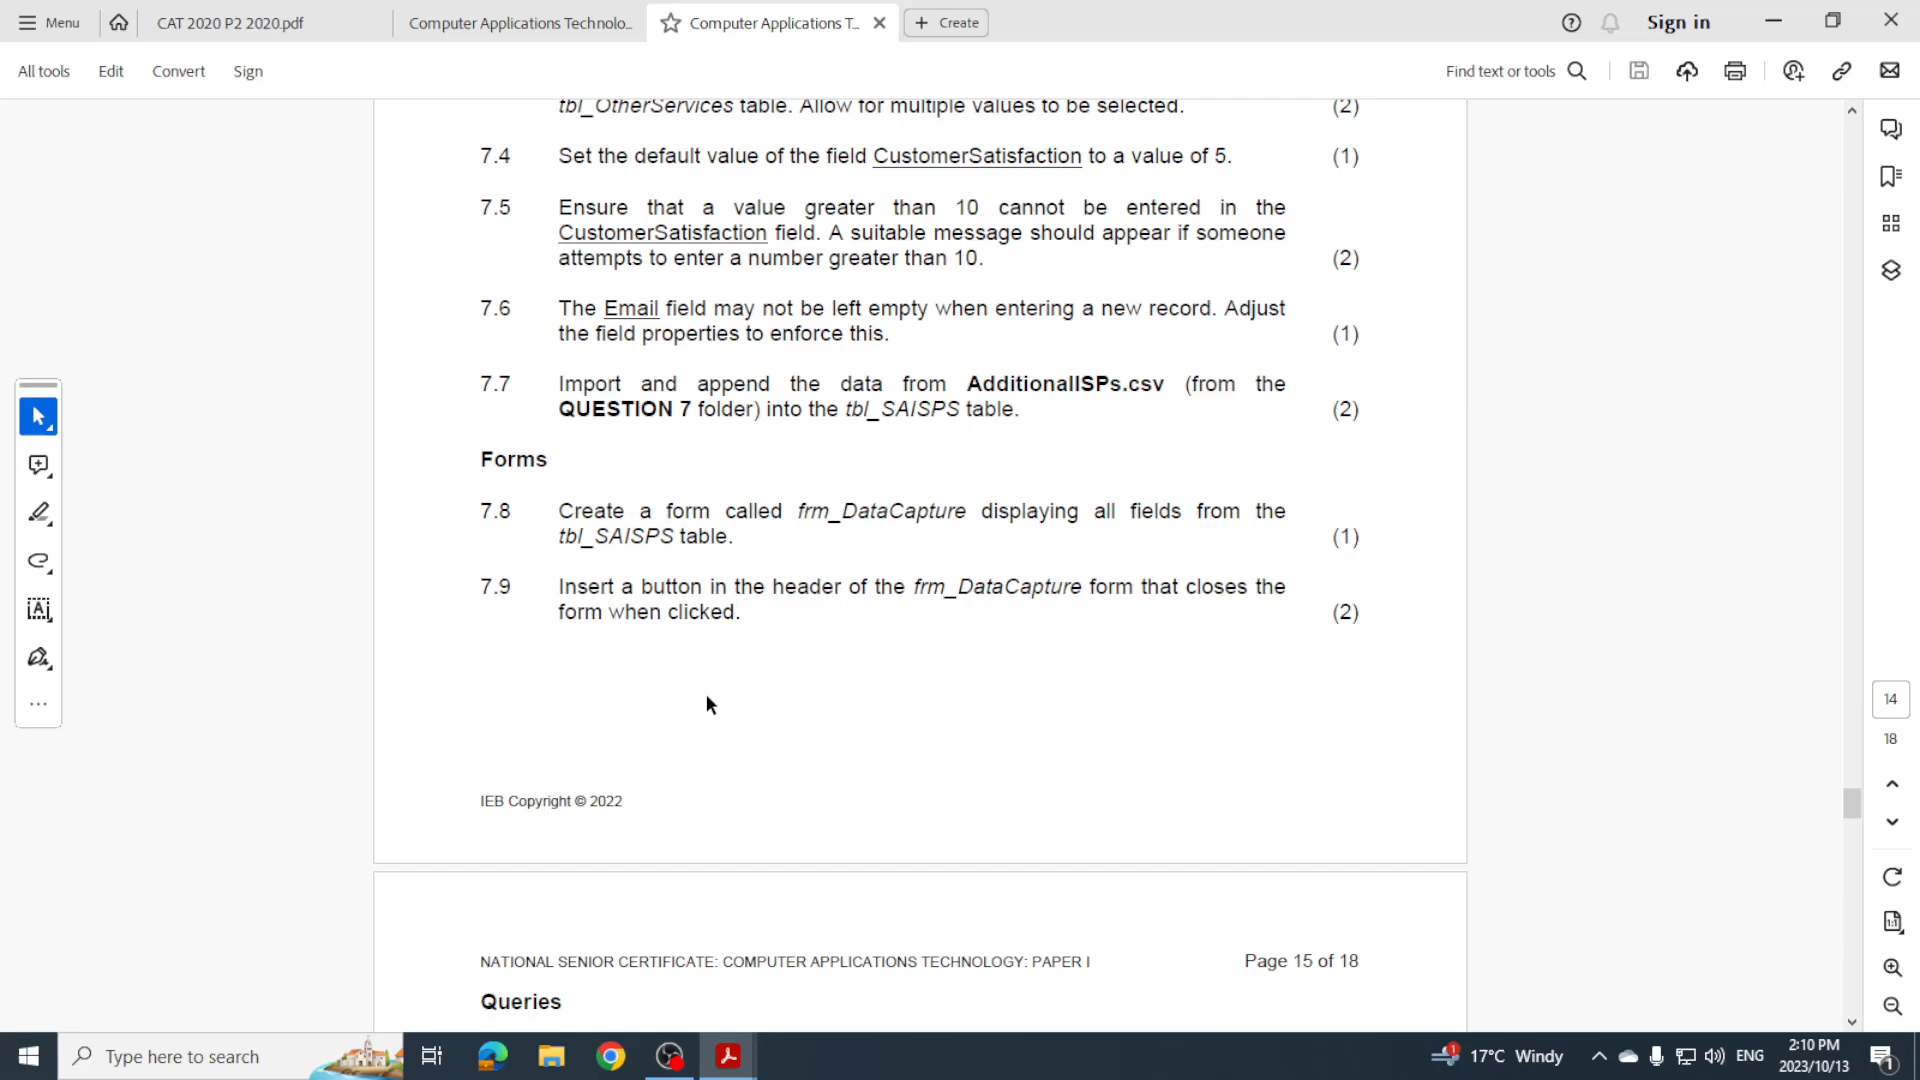 Menu
CAT 2020 P2 2020.pdf
Computer Applications Technolo...
Computer Applications T...
Create
Sign in
All tools
Edit
Convert
Sign
Find text or tools
tbl_OtherServices table. Allow for multiple values to be selected. (2)
7.4 Set the default value of the field CustomerSatisfaction to a value of 5. (1)
7.5 Ensure that a value greater than 10 cannot be entered in the
CustomerSatisfaction field. A suitable message should appear if someone
attempts to enter a number greater than 10. (2)
7.6 The Email field may not be left empty when entering a new record. Adjust
the field properties to enforce this. (1)
7.7 Import and append the data from AdditionalISPs.csv (from the
QUESTION 7 folder) into the tbl_SAISPS table. (2)
Forms
7.8 Create a form called frm_DataCapture displaying all fields from the
tbl_SAISPS table. (1)
7.9 Insert a button in the header of the frm_DataCapture form that closes the
form when clicked. (2)
IEB Copyright © 2022
NATIONAL SENIOR CERTIFICATE: COMPUTER APPLICATIONS TECHNOLOGY: PAPER I Page 15 of 18
Queries
14
18
Type here to search
1
17°C Windy
ENG
2:10 PM
2023/10/13
1